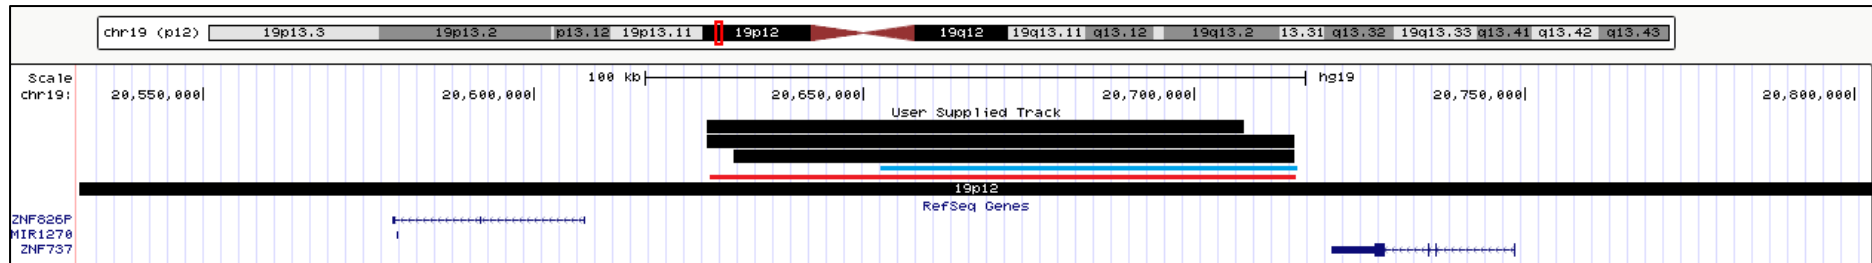 chr19 (p12) 19p13.3 19p13.2 p13.12 19p13.11 19p12 19q12 19q13.11 q13.12 19q13.2 13.31 q13.32 19q13.33 q13.41 q13.42 q13.43
Scale 100 kb hg19
chr19: 20,550,000 20,600,000 20,650,000 20,700,000 20,750,000 20,800,000
User Supplied Track
19p12
RefSeq Genes
ZNF826P
MIR1270
ZNF737